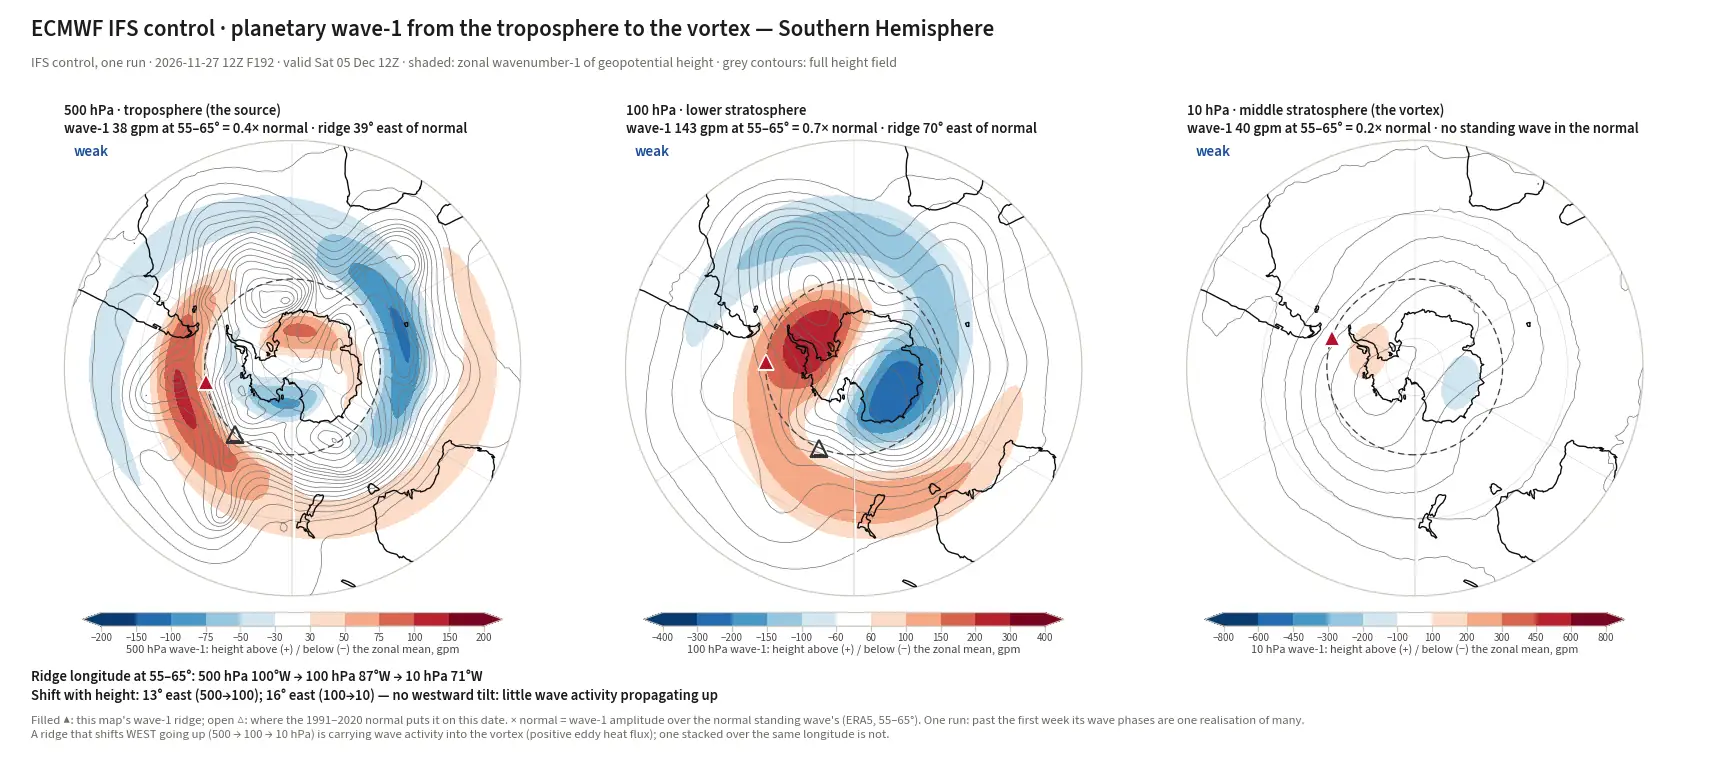 ECMWF IFS control · planetary wave-1 from the troposphere to the vortex — Southern Hemisphere
IFS control, one run · 2026-11-27 12Z F192 · valid Sat 05 Dec 12Z · shaded: zonal wavenumber-1 of geopotential height · grey contours: full height field
500 hPa · troposphere (the source)
wave-1 38 gpm at 55–65° = 0.4× normal · ridge 39° east of normal
weak
100 hPa · lower stratosphere
wave-1 143 gpm at 55–65° = 0.7× normal · ridge 70° east of normal
weak
10 hPa · middle stratosphere (the vortex)
wave-1 40 gpm at 55–65° = 0.2× normal · no standing wave in the normal
weak
−200 −150 −100 −75 −50 −30 30 50 75 100 150 200
500 hPa wave-1: height above (+) / below (−) the zonal mean, gpm
−400 −300 −200 −150 −100 −60 60 100 150 200 300 400
100 hPa wave-1: height above (+) / below (−) the zonal mean, gpm
−800 −600 −450 −300 −200 −100 100 200 300 450 600 800
10 hPa wave-1: height above (+) / below (−) the zonal mean, gpm
Ridge longitude at 55–65°: 500 hPa 100°W → 100 hPa 87°W → 10 hPa 71°W
Shift with height: 13° east (500→100); 16° east (100→10) — no westward tilt: little wave activity propagating up
Filled ▲: this map's wave-1 ridge; open △: where the 1991–2020 normal puts it on this date. × normal = wave-1 amplitude over the normal standing wave's (ERA5, 55–65°). One run: past the first week its wave phases are one realisation of many.
A ridge that shifts WEST going up (500 → 100 → 10 hPa) is carrying wave activity into the vortex (positive eddy heat flux); one stacked over the same longitude is not.